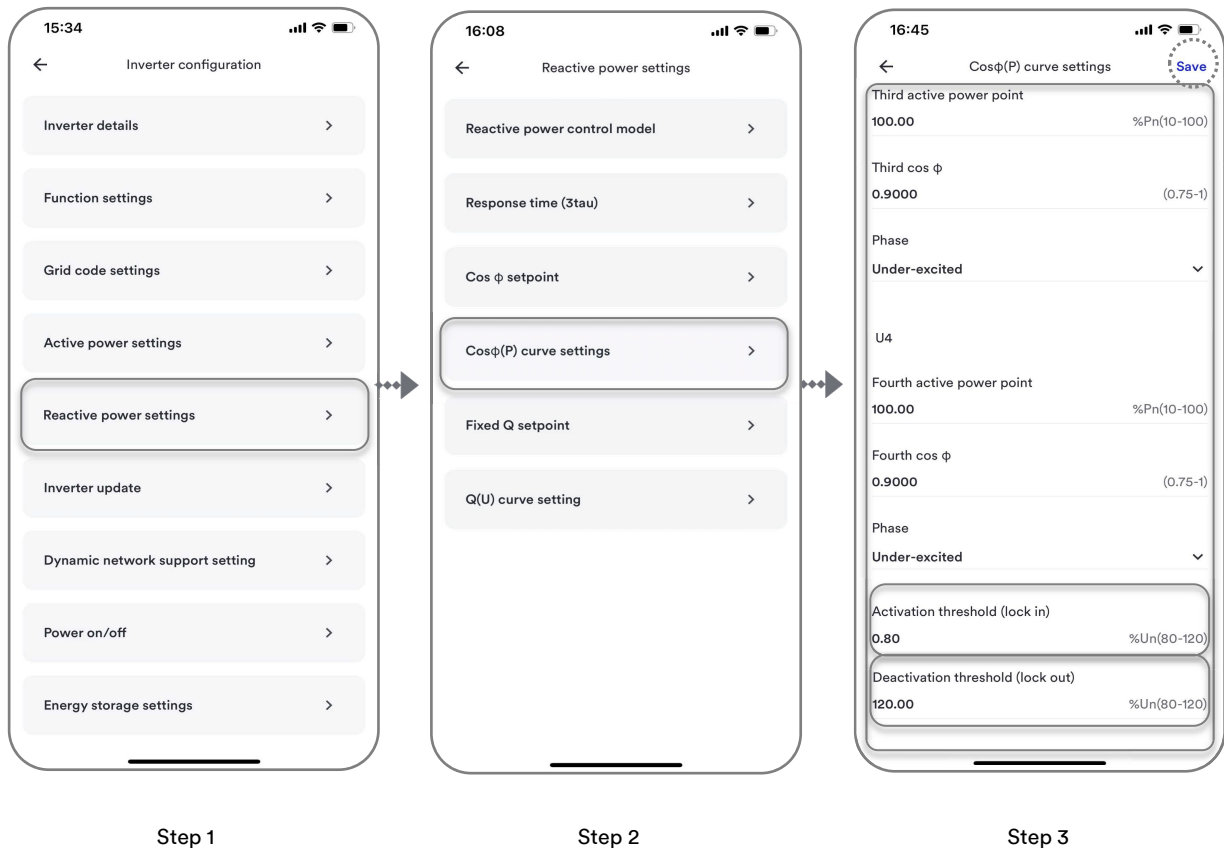 15:34
Inverter configuration
Inverter details
Function settings
Grid code settings
Active power settings
Reactive power settings
Inverter update
Dynamic network support setting
Power on/off
Energy storage settings
Step 1
16:08
Reactive power settings
Reactive power control model
Response time (3tau)
Cos ϕ setpoint
Cosϕ(P) curve settings
Fixed Q setpoint
Q(U) curve setting
Step 2
16:45
Cosϕ(P) curve settings Save
Third active power point
100.00 %Pn(10-100)
Third cos ϕ
0.9000 (0.75-1)
Phase
Under-excited
U4
Fourth active power point
100.00 %Pn(10-100)
Fourth cos ϕ
0.9000 (0.75-1)
Phase
Under-excited
Activation threshold (lock in)
0.80 %Un(80-120)
Deactivation threshold (lock out)
120.00 %Un(80-120)
Step 3